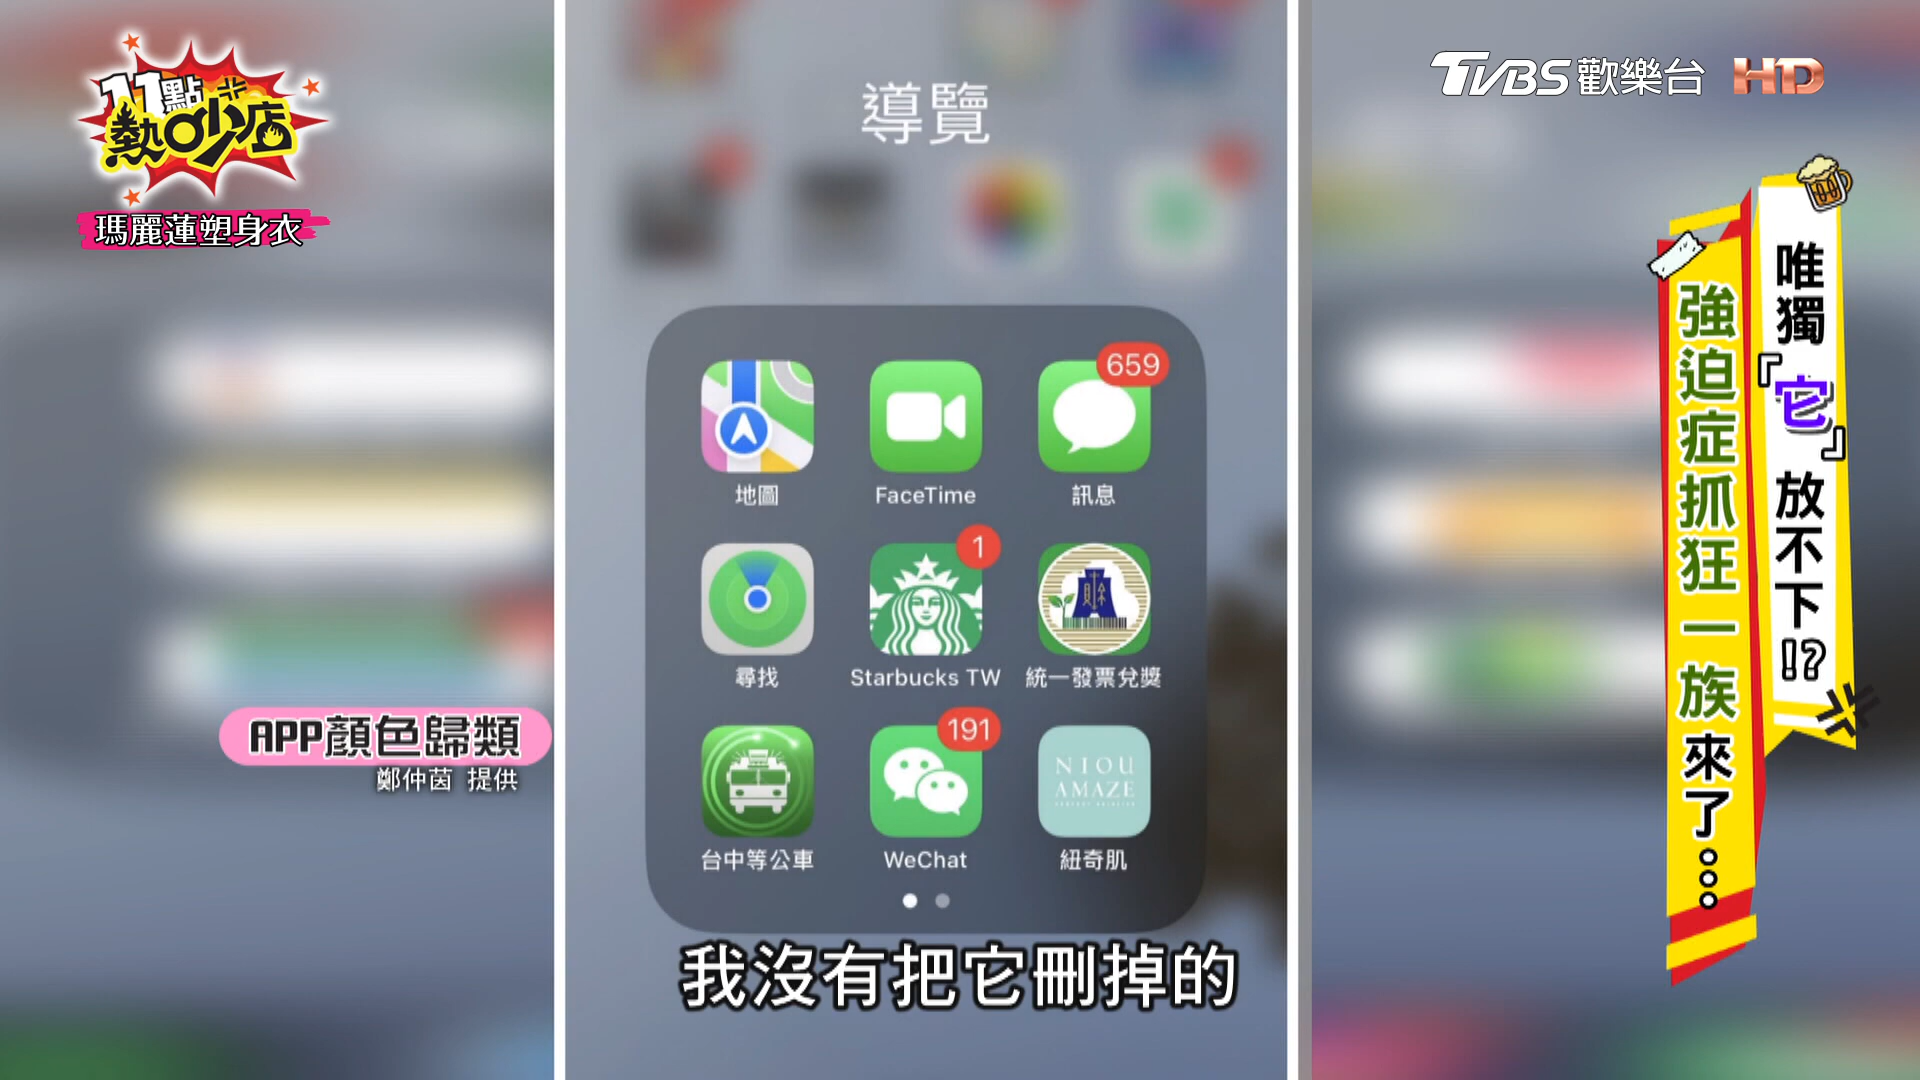 11點
熱吵店
瑪麗蓮塑身衣
TVBS歡樂台 HD
導覽
唯獨『它』放不下!?
強迫症抓狂一族來了…
659
地圖
FaceTime
訊息
1
尋找
Starbucks TW
統一發票兌獎
191
NIOU
AMAZE
台中等公車
WeChat
紐奇肌
APP顏色歸類
鄭仲茵 提供
我沒有把它刪掉的